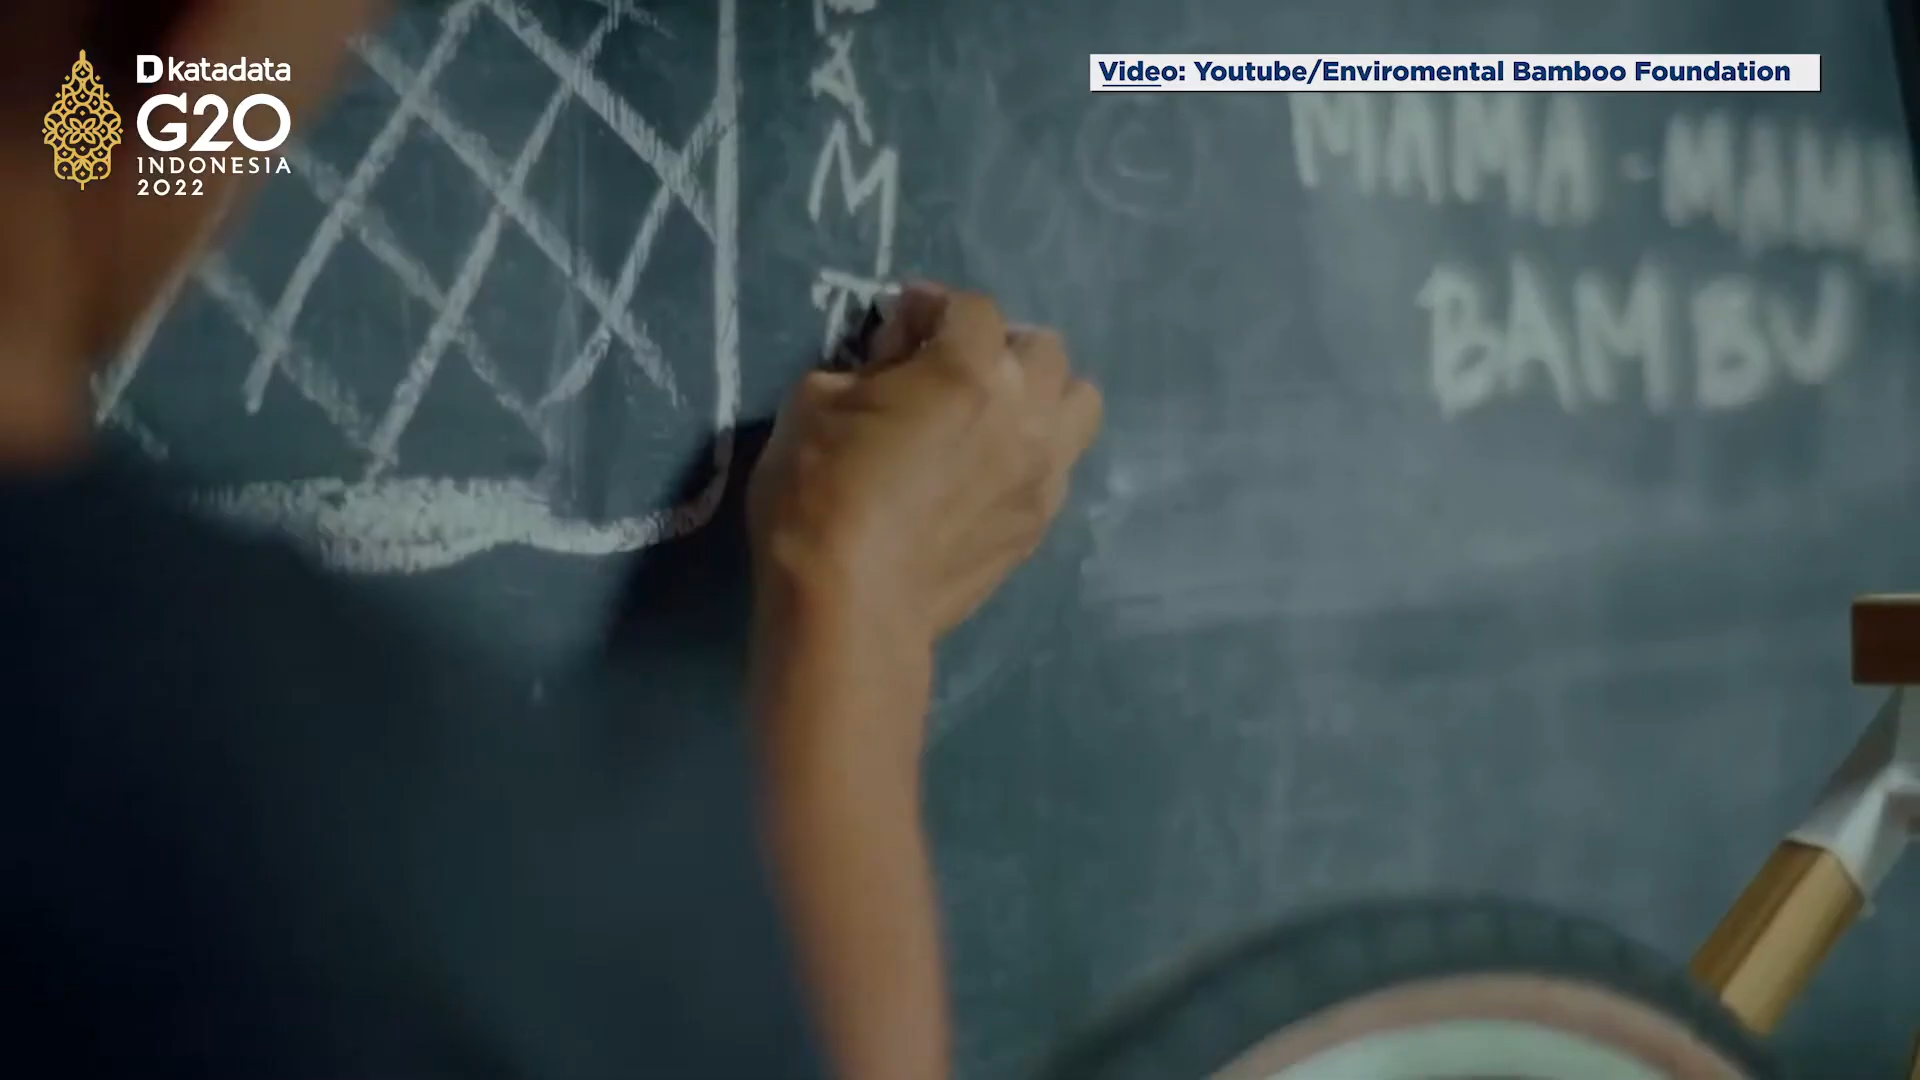 katadata
G20
INDONESIA
2022
Video: Youtube/Enviromental Bamboo Foundation
MAMA - MAMA
BAMBU